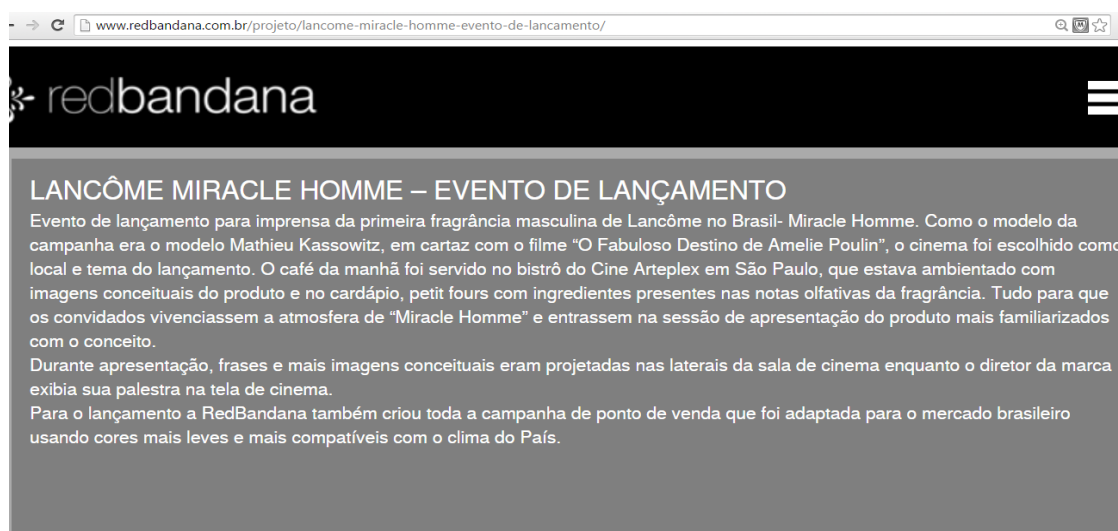 www.redbandana.com.br/projeto/lancome-miracle-homme-evento-de-lancamento/
redbandana
LANCÔME MIRACLE HOMME – EVENTO DE LANÇAMENTO
Evento de lançamento para imprensa da primeira fragrância masculina de Lancôme no Brasil- Miracle Homme. Como o modelo da
campanha era o modelo Mathieu Kassowitz, em cartaz com o filme “O Fabuloso Destino de Amelie Poulin”, o cinema foi escolhido como
local e tema do lançamento. O café da manhã foi servido no bistrô do Cine Arteplex em São Paulo, que estava ambientado com
imagens conceituais do produto e no cardápio, petit fours com ingredientes presentes nas notas olfativas da fragrância. Tudo para que
os convidados vivenciassem a atmosfera de “Miracle Homme” e entrassem na sessão de apresentação do produto mais familiarizados
com o conceito.
Durante apresentação, frases e mais imagens conceituais eram projetadas nas laterais da sala de cinema enquanto o diretor da marca
exibia sua palestra na tela de cinema.
Para o lançamento a RedBandana também criou toda a campanha de ponto de venda que foi adaptada para o mercado brasileiro
usando cores mais leves e mais compatíveis com o clima do País.